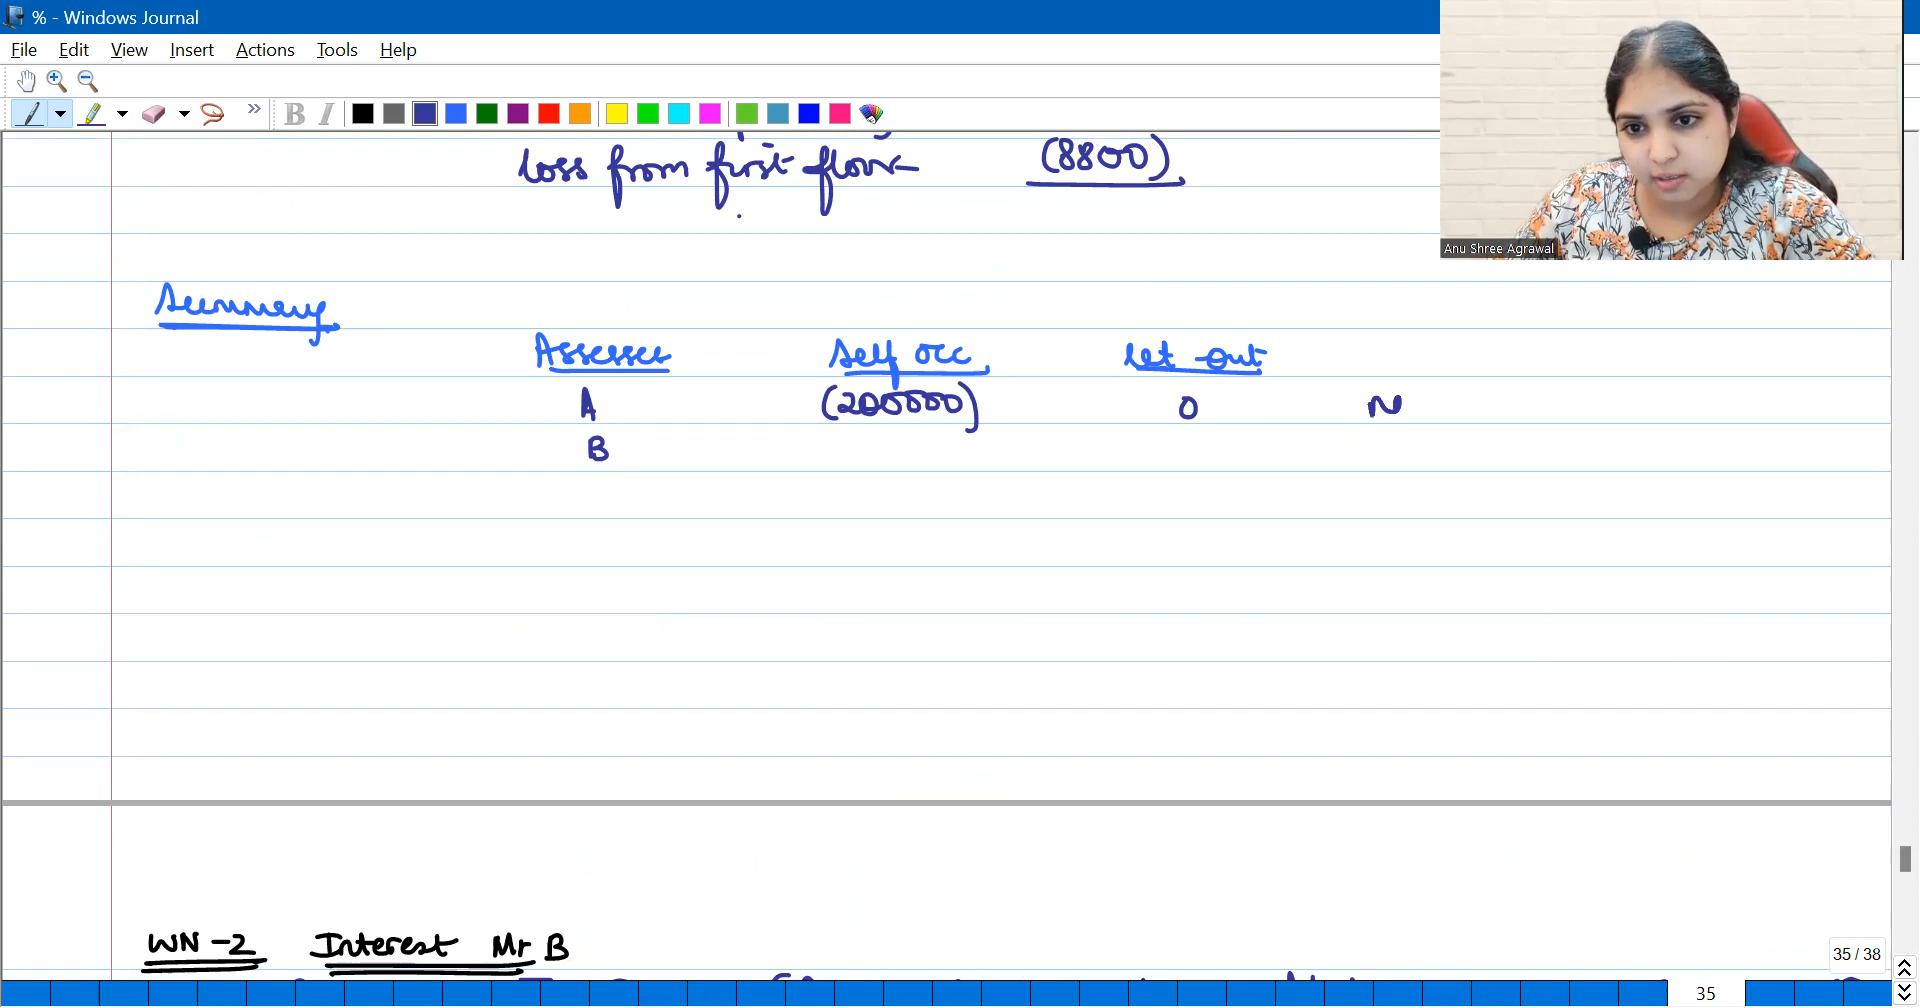 % - Windows Journal
File Edit View Insert Actions Tools Help
B I
loss from first floor (8800)
Anu Shree Agrawal
Summary
Assessee Self occ let out
A (200000) 0 N
B
WN-2 Interest Mr B
35 / 38
35